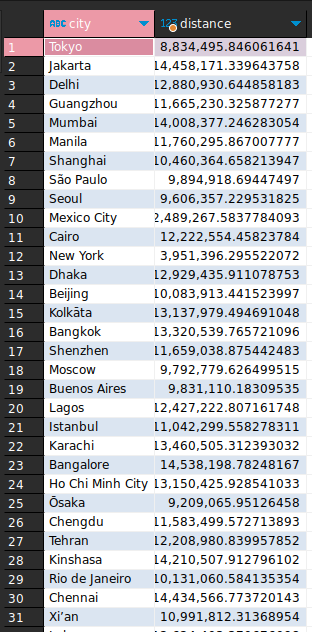 ABC city 123 distance
1 Tokyo 8,834,495.846061641
2 Jakarta 14,458,171.339643758
3 Delhi 12,880,930.644858183
4 Guangzhou 11,665,230.325877277
5 Mumbai 14,008,377.246283054
6 Manila 11,760,295.867007777
7 Shanghai 10,460,364.658213947
8 São Paulo 9,894,918.69447497
9 Seoul 9,606,357.229531825
10 Mexico City 2,489,267.5837784093
11 Cairo 12,222,554.45823784
12 New York 3,951,396.295522072
13 Dhaka 12,929,435.911078753
14 Beijing 10,083,913.441523997
15 Kolkāta 13,137,979.494691048
16 Bangkok 13,320,539.765721096
17 Shenzhen 11,659,038.875442483
18 Moscow 9,792,779.626499515
19 Buenos Aires 9,831,110.18309535
20 Lagos 12,427,222.807161748
21 Istanbul 11,042,299.558278311
22 Karachi 13,460,505.312393032
23 Bangalore 14,538,198.78248167
24 Ho Chi Minh City 13,150,425.928541033
25 Ōsaka 9,209,065.95126458
26 Chengdu 11,583,499.572713893
27 Tehran 12,208,980.839957852
28 Kinshasa 14,210,507.912796102
29 Rio de Janeiro 10,131,060.584135354
30 Chennai 14,434,566.773720143
31 Xi’an 10,991,812.31368954